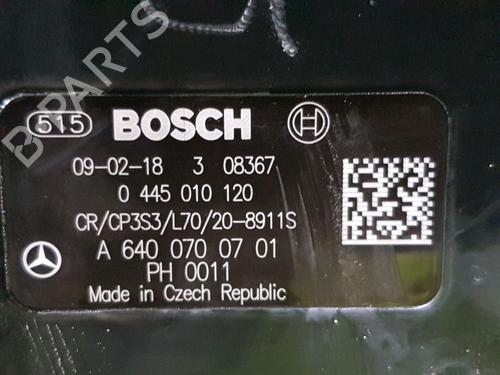 B-PARTS
515 BOSCH
09-02-18 3 08367
0 445 010 120
CR/CP3S3/L70/20-8911S
A 640 070 07 01
PH 0011
Made in Czech Republic